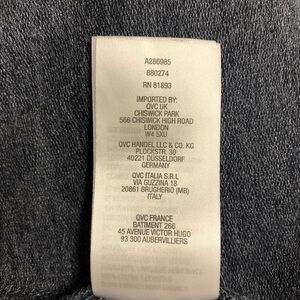 A286985
880274
RN 81893
IMPORTED BY:
QVC UK
CHISWICK PARK
566 CHISWICK HIGH ROAD
LONDON
W4 5XU
QVC HANDEL LLC & CO. KG
PLOCKSTR. 30
40221 DUSSELDORF
GERMANY
QVC ITALIA S.R.L
VIA GUZZINA 18
20861 BRUGHERIO (MB)
ITALY
QVC FRANCE
BATIMENT 266
45 AVENUE VICTOR HUGO
93 300 AUBERVILLIERS